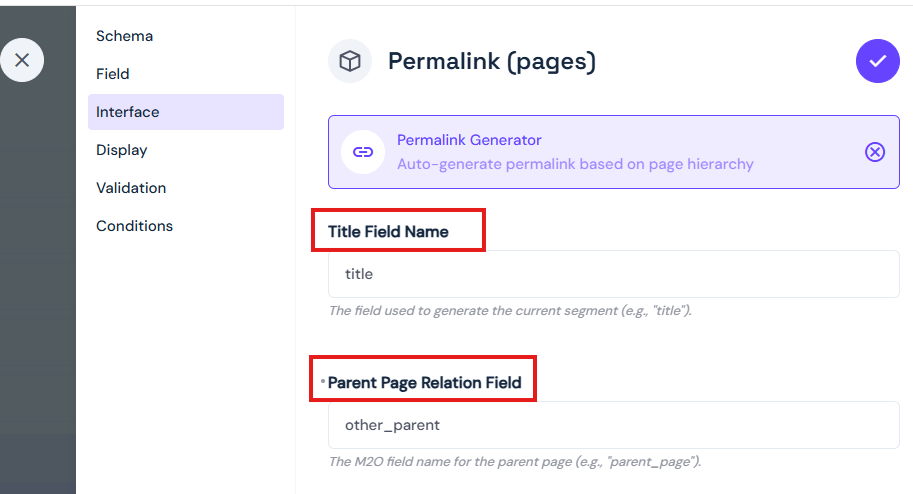 Schema
Field
Interface
Display
Validation
Conditions
Permalink (pages)
Permalink Generator
Auto-generate permalink based on page hierarchy
Title Field Name
title
The field used to generate the current segment (e.g., "title").
Parent Page Relation Field
other_parent
The M2O field name for the parent page (e.g., "parent_page").